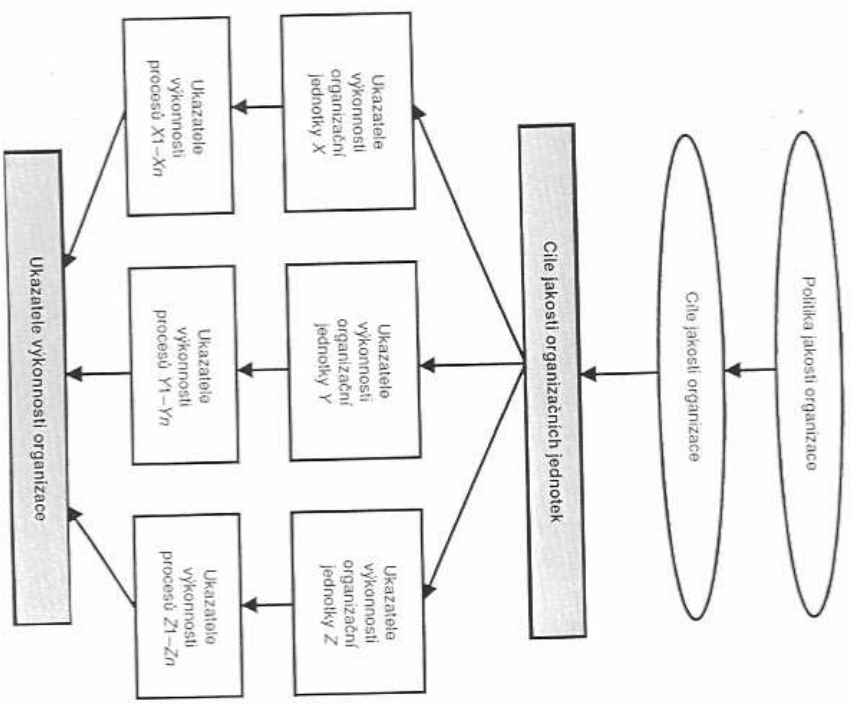 Politika jakosti organizace
Cíle jakosti organizace
Cíle jakosti organizačních jednotek
Ukazatele
výkonnosti
organizační
jednotky X
Ukazatele
výkonnosti
organizační
jednotky Y
Ukazatele
výkonnosti
organizační
jednotky Z
Ukazatele
výkonnosti
procesů X1–Xn
Ukazatele
výkonnosti
procesů Y1–Yn
Ukazatele
výkonnosti
procesů Z1–Zn
Ukazatele výkonnosti organizace